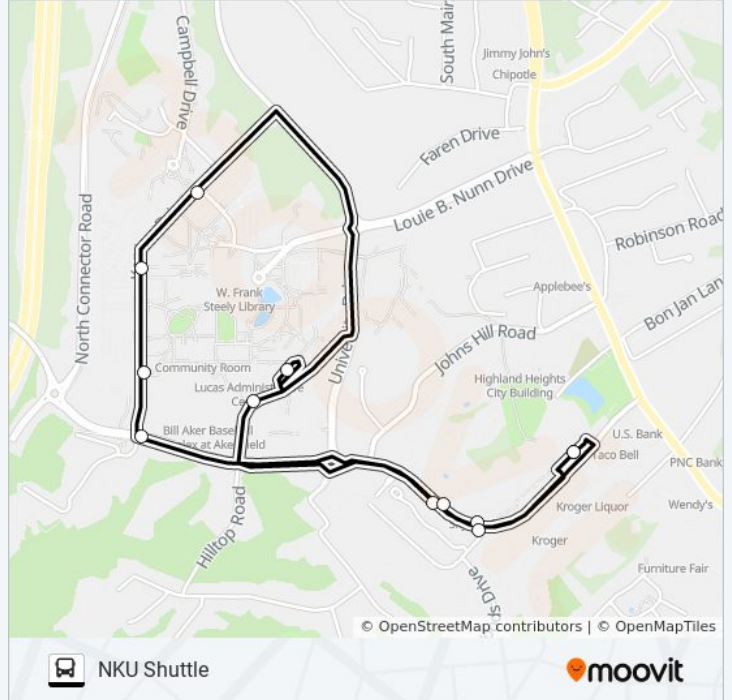 Campbell Drive
South Main
Jimmy John's
Chipotle
Faren Drive
Louie B. Nunn Drive
Robinson Road
North Connector Road
W. Frank
Steely Library
Applebee's
Bon Jan Lan
Johns Hill Road
Community Room
Lucas Administ
Highland Heights
City Building
Bill Aker Base
lex at Ake field
U.S. Bank
Taco Bell
PNC Bank
Hilltop Road
Kroger Liquor
Wendy's
Kroger
Furniture Fair
Drive
© OpenStreetMap contributors | © OpenMapTiles
NKU Shuttle
moovit